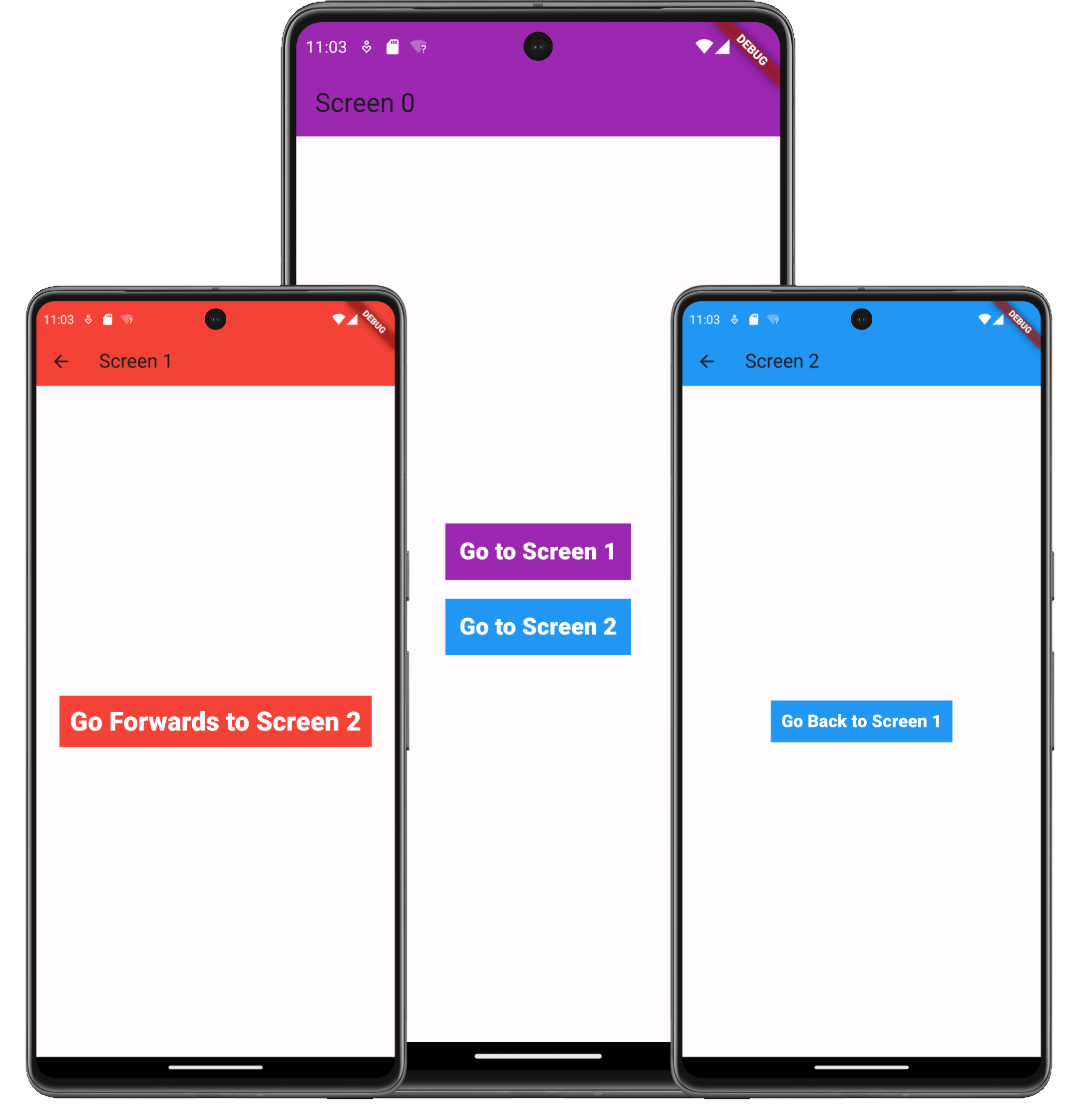 11:03
DEBUG
Screen 0
Go to Screen 1
Go to Screen 2
11:03
DEBUG
Screen 1
Go Forwards to Screen 2
11:03
DEBUG
Screen 2
Go Back to Screen 1